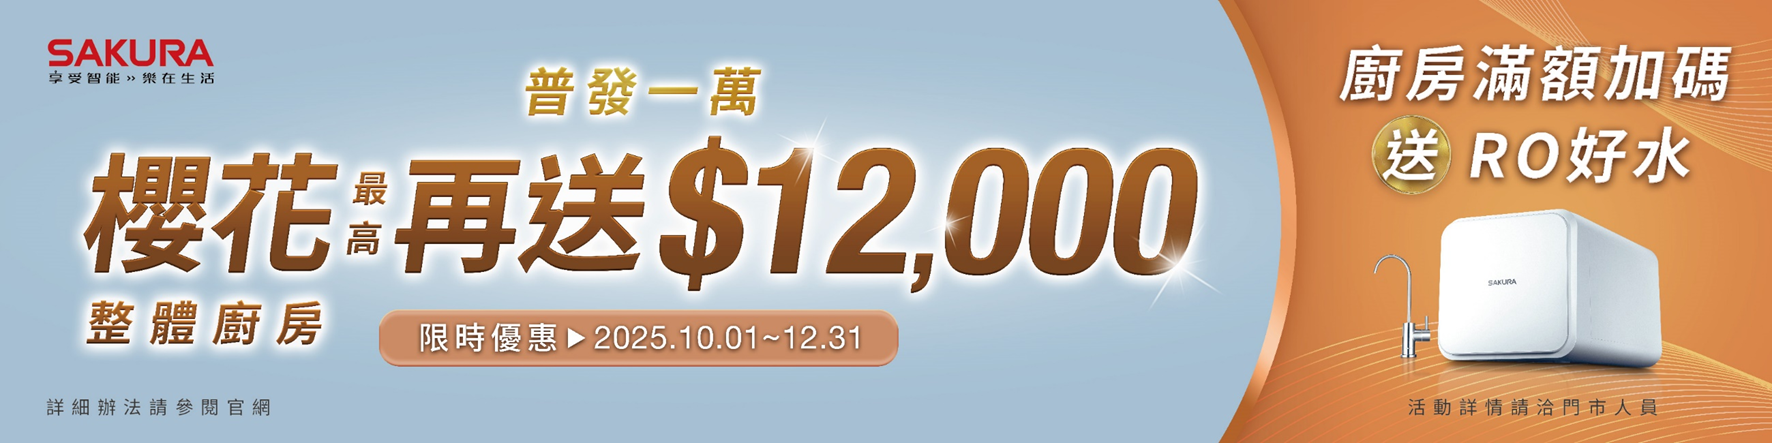 SAKURA
享受智能»樂在生活
普發一萬
櫻花最高再送$12,000
整體廚房
限時優惠▶2025.10.01~12.31
詳細辦法請參閱官網
廚房滿額加碼
送 RO好水
SAKURA
活動詳情請洽門市人員